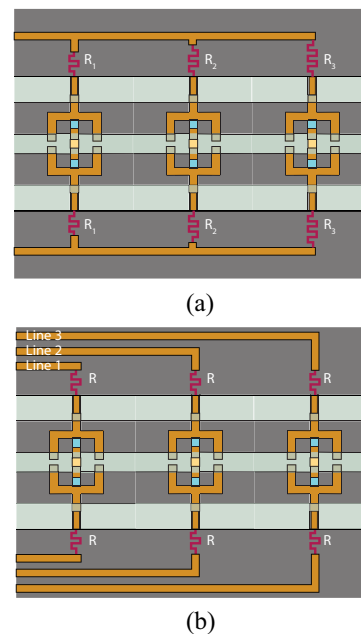 R1 R2 R3
R1 R2 R3
(a)
Line 3
Line 2
Line 1
R R R
R R R
(b)